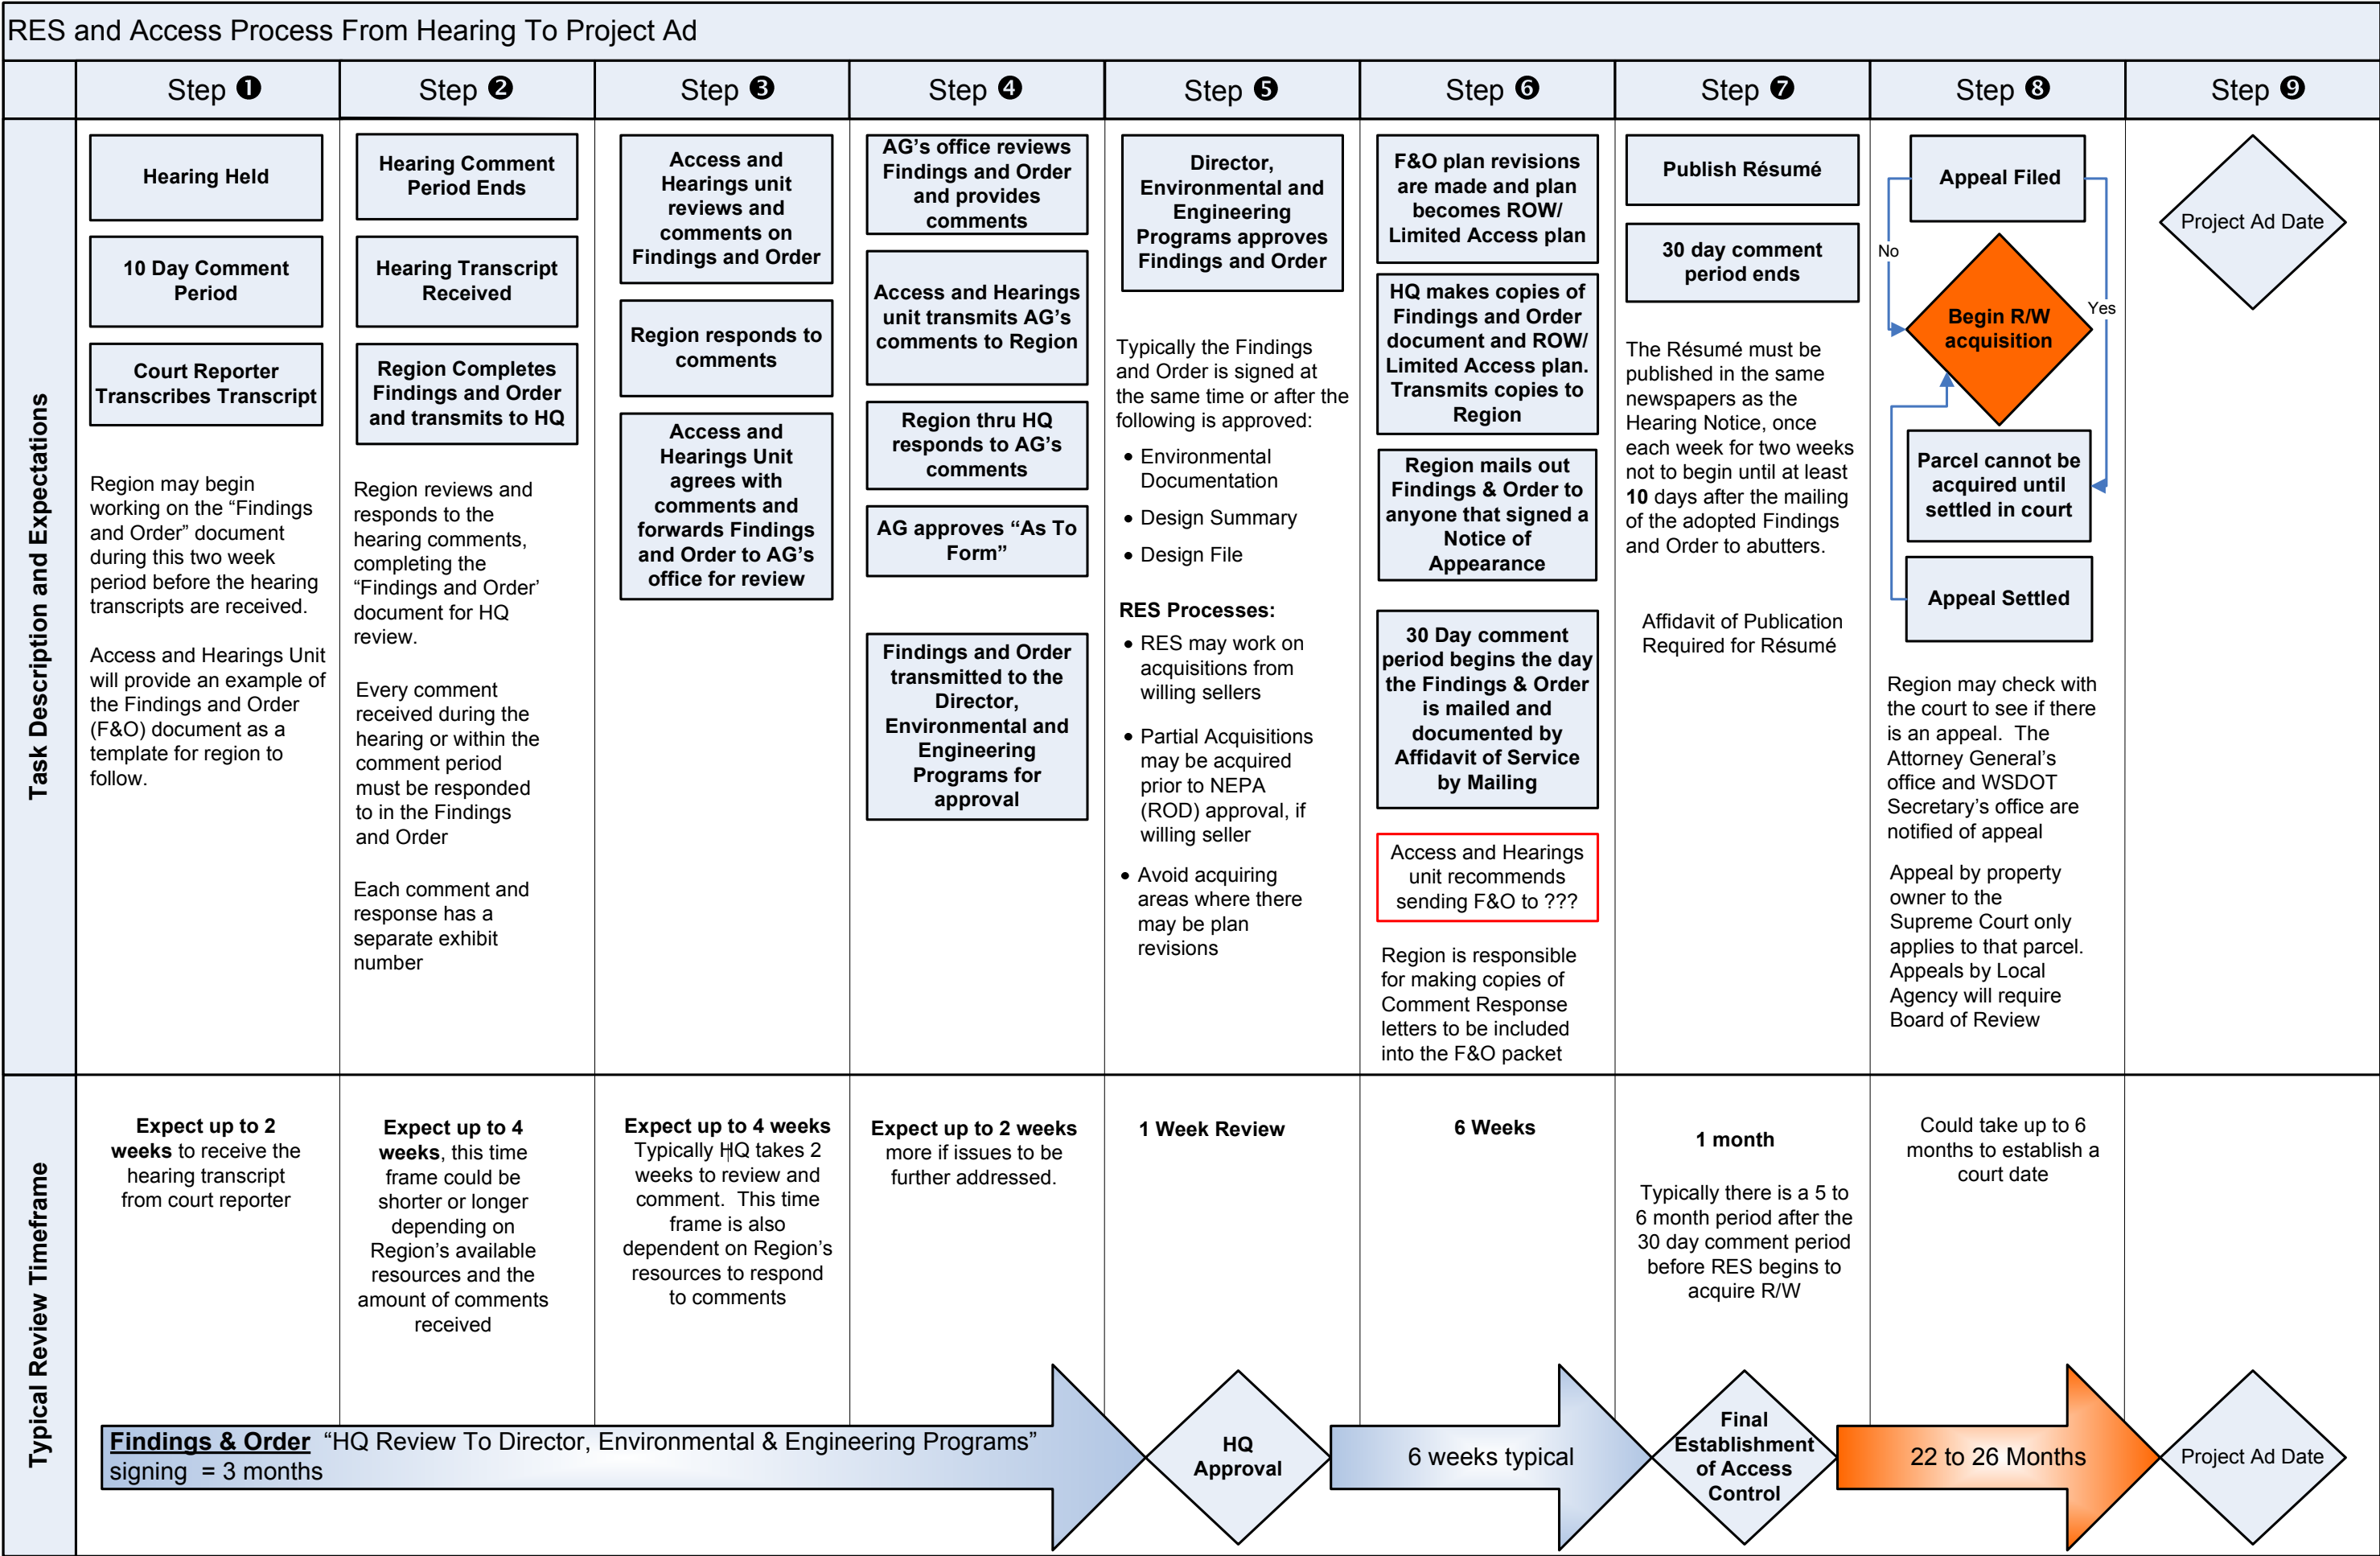 RES and Access Process From Hearing To Project Ad
Step ❶
Step ❷
Step ❸
Step ❹
Step ❺
Step ❻
Step ❼
Step ❽
Step ❾
Task Description and Expectations
Hearing Held
10 Day Comment
Period
Court Reporter
Transcribes Transcript
Region may begin
working on the “Findings
and Order” document
during this two week
period before the hearing
transcripts are received.
Access and Hearings Unit
will provide an example of
the Findings and Order
(F&O) document as a
template for region to
follow.
Hearing Comment
Period Ends
Hearing Transcript
Received
Region Completes
Findings and Order
and transmits to HQ
Region reviews and
responds to the
hearing comments,
completing the
“Findings and Order’
document for HQ
review.
Every comment
received during the
hearing or within the
comment period
must be responded
to in the Findings
and Order
Each comment and
response has a
separate exhibit
number
Access and
Hearings unit
reviews and
comments on
Findings and Order
Region responds to
comments
Access and
Hearings Unit
agrees with
comments and
forwards Findings
and Order to AG’s
office for review
AG’s office reviews
Findings and Order
and provides
comments
Access and Hearings
unit transmits AG’s
comments to Region
Region thru HQ
responds to AG’s
comments
AG approves “As To
Form”
Findings and Order
transmitted to the
Director,
Environmental and
Engineering
Programs for
approval
Director,
Environmental and
Engineering
Programs approves
Findings and Order
Typically the Findings
and Order is signed at
the same time or after the
following is approved:
• Environmental
Documentation
• Design Summary
• Design File
RES Processes:
• RES may work on
acquisitions from
willing sellers
• Partial Acquisitions
may be acquired
prior to NEPA
(ROD) approval, if
willing seller
• Avoid acquiring
areas where there
may be plan
revisions
F&O plan revisions
are made and plan
becomes ROW/
Limited Access plan
HQ makes copies of
Findings and Order
document and ROW/
Limited Access plan.
Transmits copies to
Region
Region mails out
Findings & Order to
anyone that signed a
Notice of
Appearance
30 Day comment
period begins the day
the Findings & Order
is mailed and
documented by
Affidavit of Service
by Mailing
Access and Hearings
unit recommends
sending F&O to ???
Region is responsible
for making copies of
Comment Response
letters to be included
into the F&O packet
Publish Résumé
30 day comment
period ends
The Résumé must be
published in the same
newspapers as the
Hearing Notice, once
each week for two weeks
not to begin until at least
10 days after the mailing
of the adopted Findings
and Order to abutters.
Affidavit of Publication
Required for Résumé
Appeal Filed
No
Yes
Begin R/W
acquisition
Parcel cannot be
acquired until
settled in court
Appeal Settled
Region may check with
the court to see if there
is an appeal. The
Attorney General’s
office and WSDOT
Secretary’s office are
notified of appeal
Appeal by property
owner to the
Supreme Court only
applies to that parcel.
Appeals by Local
Agency will require
Board of Review
Project Ad Date
Typical Review Timeframe
Expect up to 2
weeks to receive the
hearing transcript
from court reporter
Expect up to 4
weeks, this time
frame could be
shorter or longer
depending on
Region’s available
resources and the
amount of comments
received
Expect up to 4 weeks
Typically HQ takes 2
weeks to review and
comment. This time
frame is also
dependent on Region’s
resources to respond
to comments
Expect up to 2 weeks
more if issues to be
further addressed.
1 Week Review
6 Weeks
1 month
Typically there is a 5 to
6 month period after the
30 day comment period
before RES begins to
acquire R/W
Could take up to 6
months to establish a
court date
Findings & Order “HQ Review To Director, Environmental & Engineering Programs”
signing = 3 months
HQ
Approval
6 weeks typical
Final
Establishment
of Access
Control
22 to 26 Months
Project Ad Date